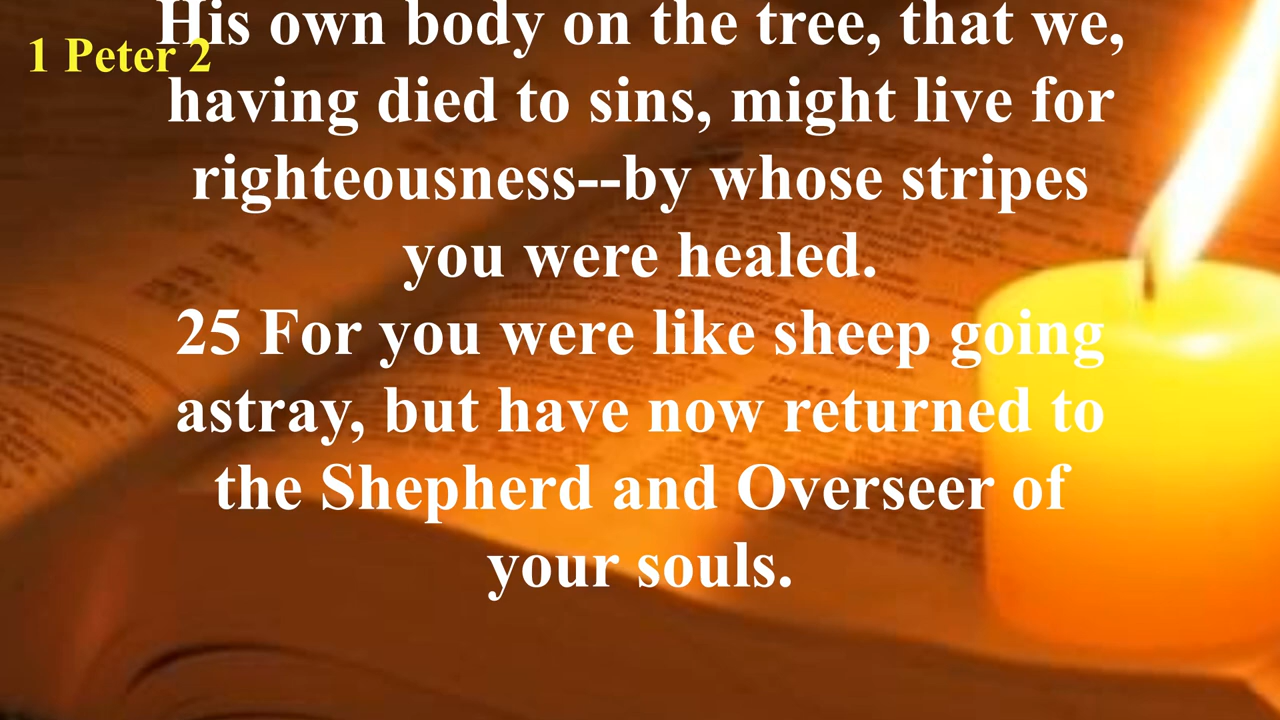 1 Peter 2
His own body on the tree, that we,
having died to sins, might live for
righteousness--by whose stripes
you were healed.
25 For you were like sheep going
astray, but have now returned to
the Shepherd and Overseer of
your souls.